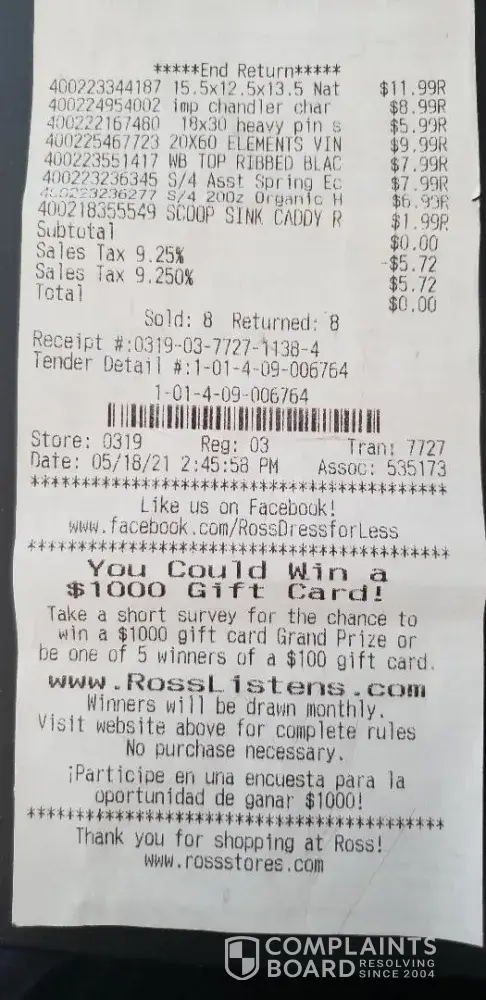 *****End Return*****
400223344187 15.5x12.5x13.5 Nat $11.99R
400224954002 imp chandler char $8.99R
400222167480 18x30 heavy pin s $5.99R
400225467723 20X60 ELEMENTS VIN $9.99R
400223551417 WB TOP RIBBED BLAC $7.99R
400223236345 S/4 Asst Spring Ec $7.99R
400223236277 S/4 20Oz Organic H $6.99R
400218355549 SCOOP SINK CADDY R $1.99R
Subtotal $0.00
Sales Tax 9.25% -$5.72
Sales Tax 9.250% $5.72
Total $0.00
Sold: 8 Returned: 8
Receipt #:0319-03-7727-1138-4
Tender Detail #:1-01-4-09-006764
1-01-4-09-006764
Store: 0319 Reg: 03 Tran: 7727
Date: 05/18/21 2:45:58 PM Assoc: 535173
******************************************
Like us on Facebook!
www.facebook.com/RossDressforLess
******************************************
You Could Win a
$1000 Gift Card!
Take a short survey for the chance to
win a $1000 gift card Grand Prize or
be one of 5 winners of a $100 gift card.
www.RossListens.com
Winners will be drawn monthly.
Visit website above for complete rules
No purchase necessary.
¡Participe en una encuesta para la
oportunidad de ganar $1000!
******************************************
Thank you for shopping at Ross!
www.rossstores.com
COMPLAINTS
BOARD RESOLVING SINCE 2004